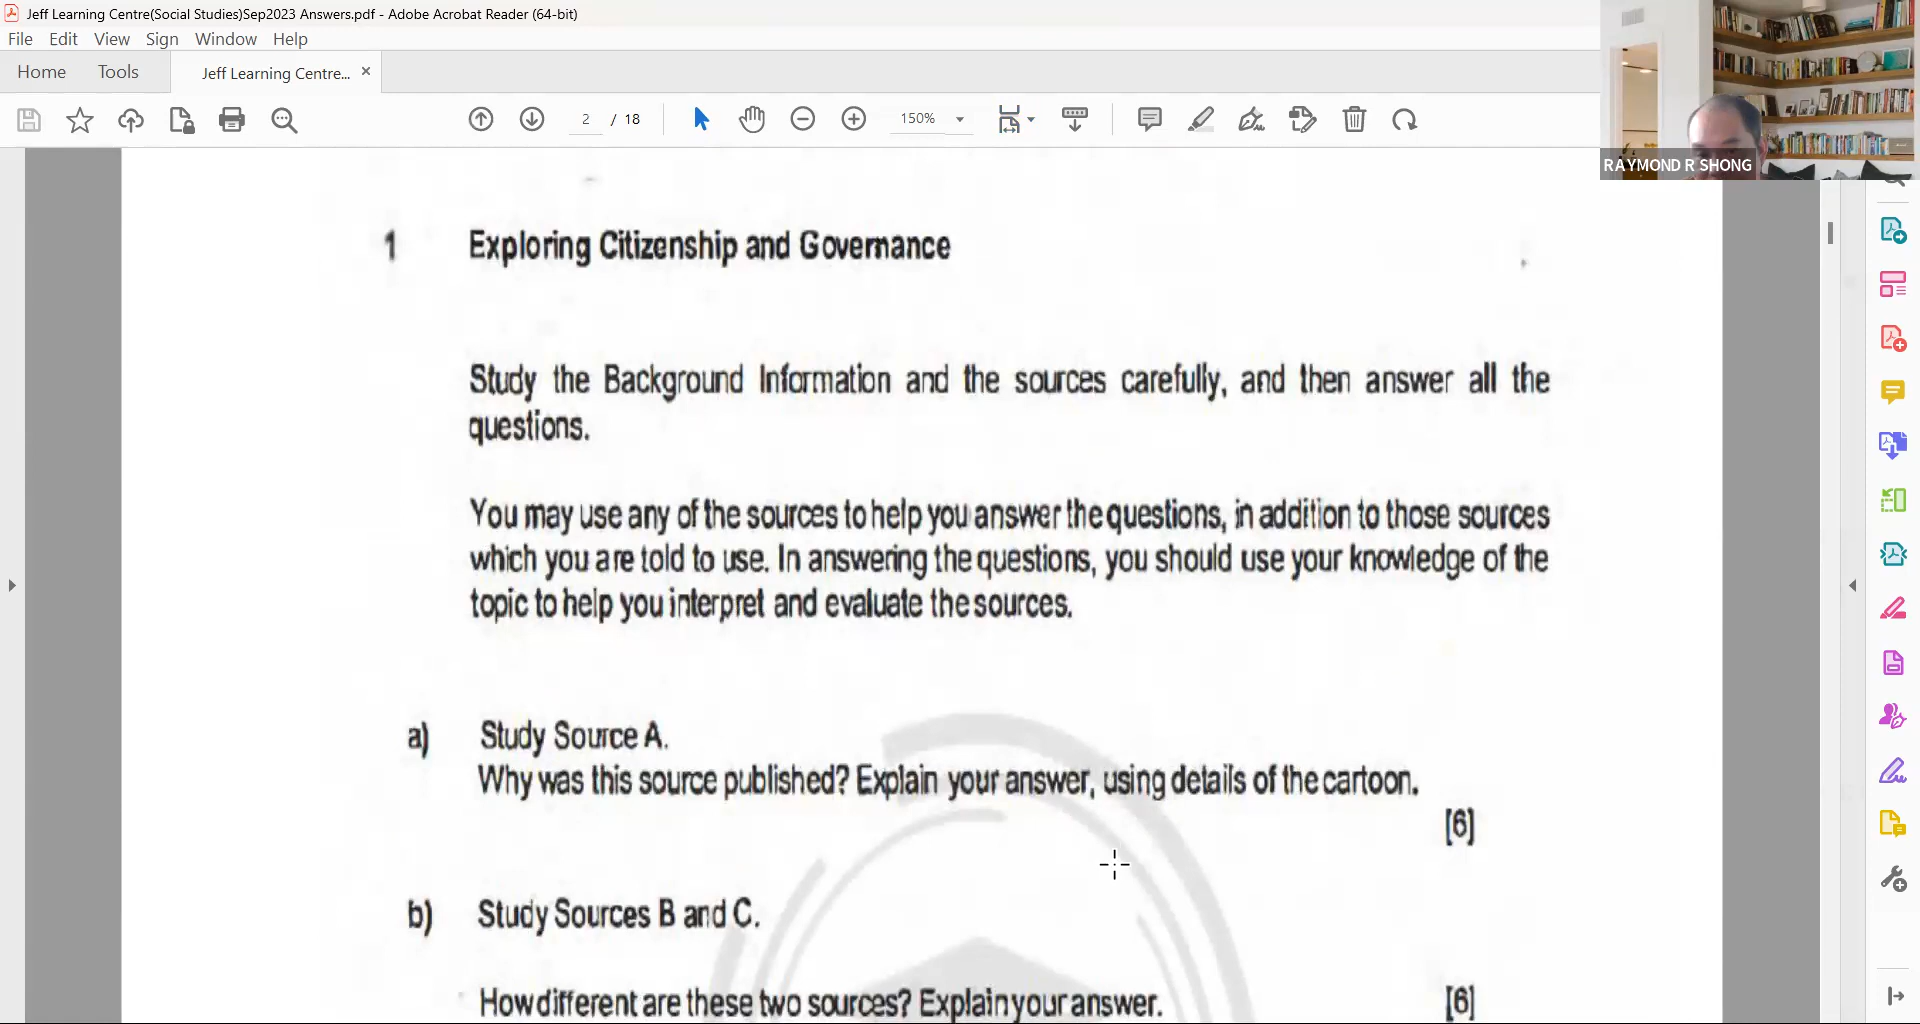 Jeff Learning Centre(Social Studies)Sep2023 Answers.pdf - Adobe Acrobat Reader (64-bit)
File Edit View Sign Window Help
Home Tools Jeff Learning Centre... ×
2 / 18 150%
RAYMOND R SHONG
1 Exploring Citizenship and Governance
Study the Background Information and the sources carefully, and then answer all the
questions.
You may use any of the sources to help you answer the questions, in addition to those sources
which you are told to use. In answering the questions, you should use your knowledge of the
topic to help you interpret and evaluate the sources.
a) Study Source A.
Why was this source published? Explain your answer, using details of the cartoon.
[6]
b) Study Sources B and C.
How different are these two sources? Explain your answer. [6]